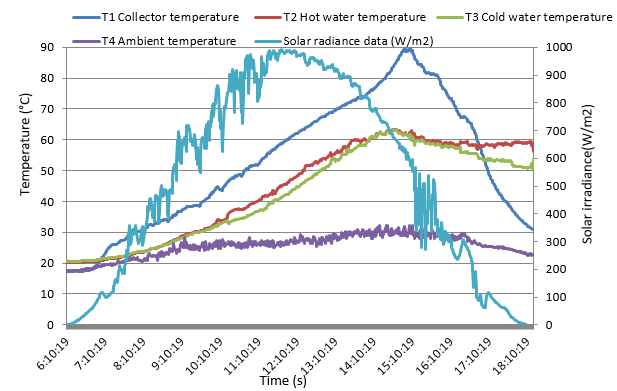 T1 Collector temperature T2 Hot water temperature T3 Cold water temperature
T4 Ambient temperature Solar radiance data (W/m2)
90 1000
80 900
70 800
60 700
50 600
40 500
30 400
20 300
10 200
0 100
0
Temperature (°C)
Solar irradiance(W/m2)
6:10:19 7:10:19 8:10:19 9:10:19 10:10:19 11:10:19 12:10:19 13:10:19 14:10:19 15:10:19 16:10:19 17:10:19 18:10:19
Time (s)